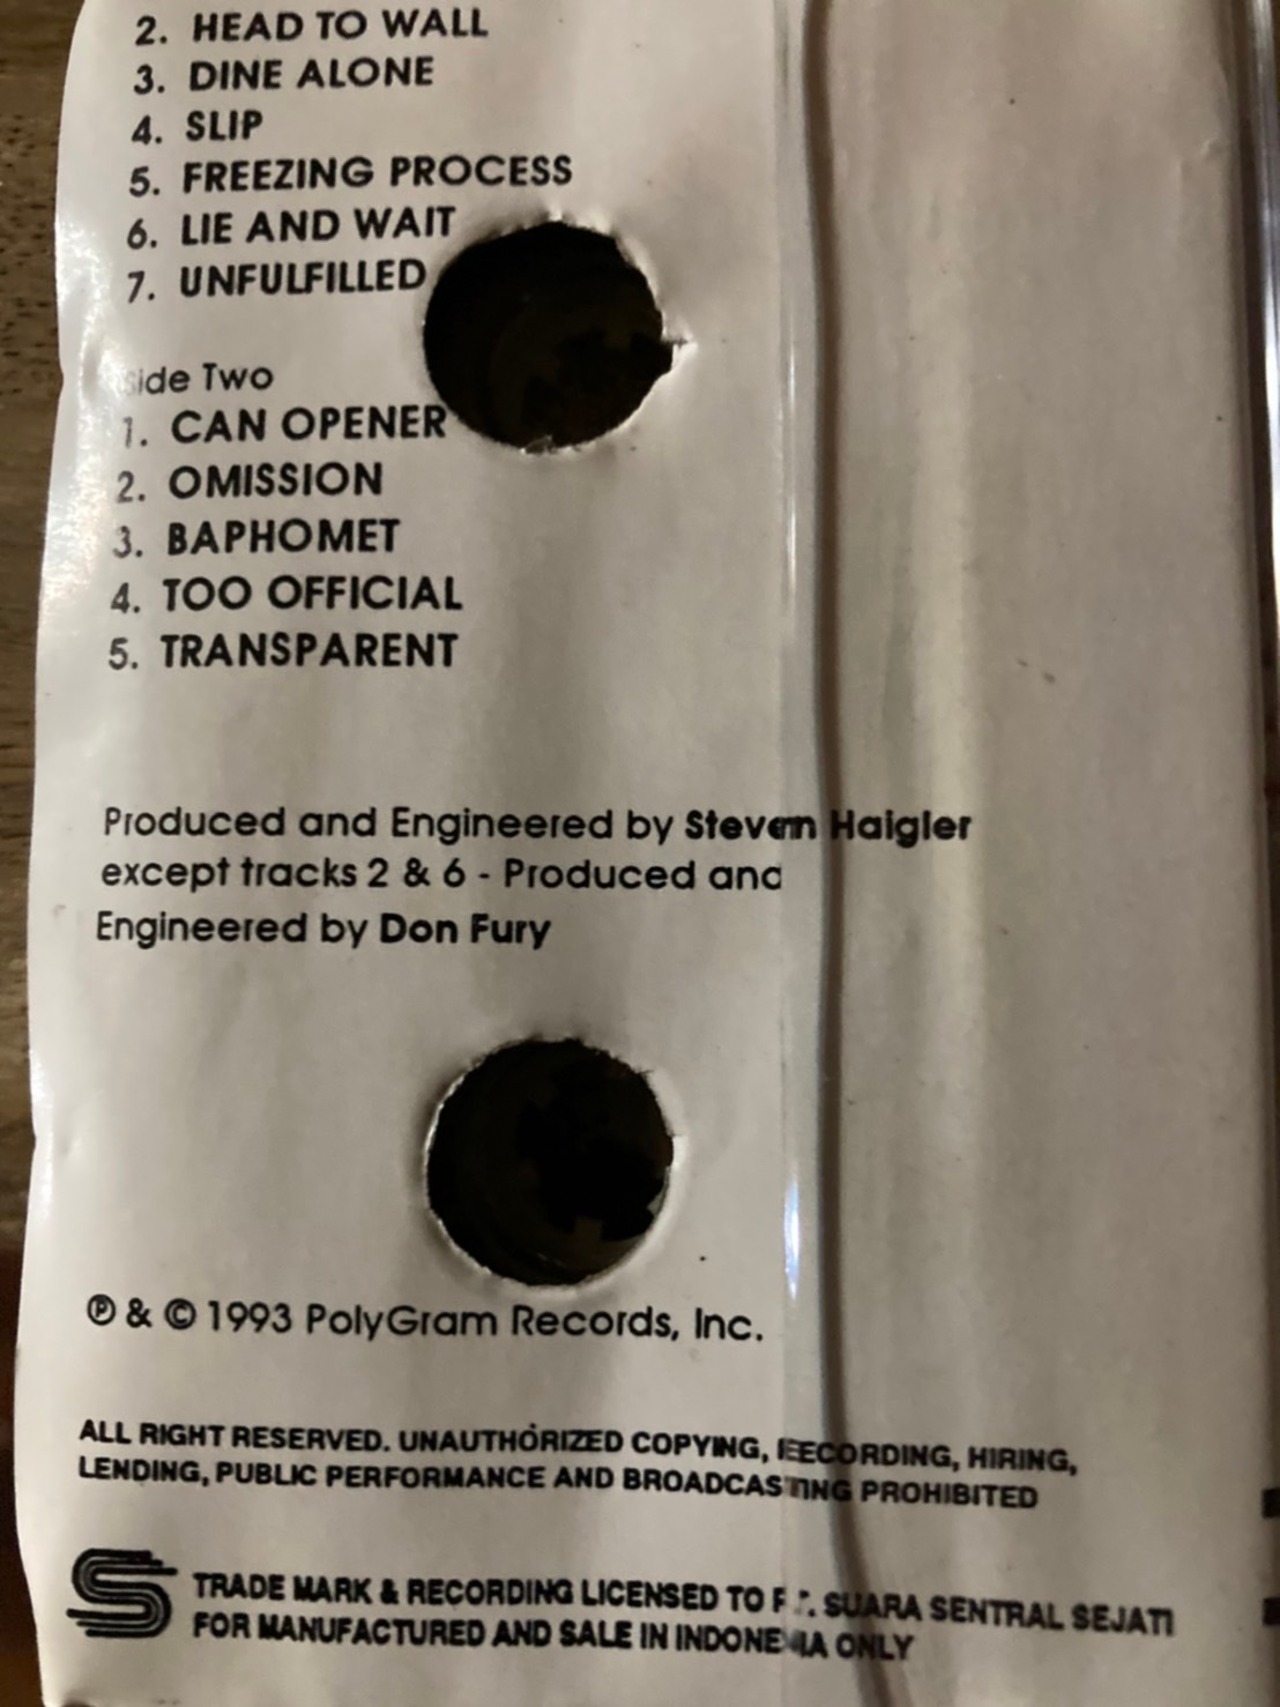 2. HEAD TO WALL
3. DINE ALONE
4. SLIP
5. FREEZING PROCESS
6. LIE AND WAIT
7. UNFULFILLED
Side Two
1. CAN OPENER
2. OMISSION
3. BAPHOMET
4. TOO OFFICIAL
5. TRANSPARENT
Produced and Engineered by Steven Haigler
except tracks 2 & 6 - Produced and
Engineered by Don Fury
℗ & © 1993 PolyGram Records, Inc.
ALL RIGHT RESERVED. UNAUTHORIZED COPYING, RECORDING, HIRING,
LENDING, PUBLIC PERFORMANCE AND BROADCASTING PROHIBITED
TRADE MARK & RECORDING LICENSED TO P.T. SUARA SENTRAL SEJATI
FOR MANUFACTURED AND SALE IN INDONESIA ONLY